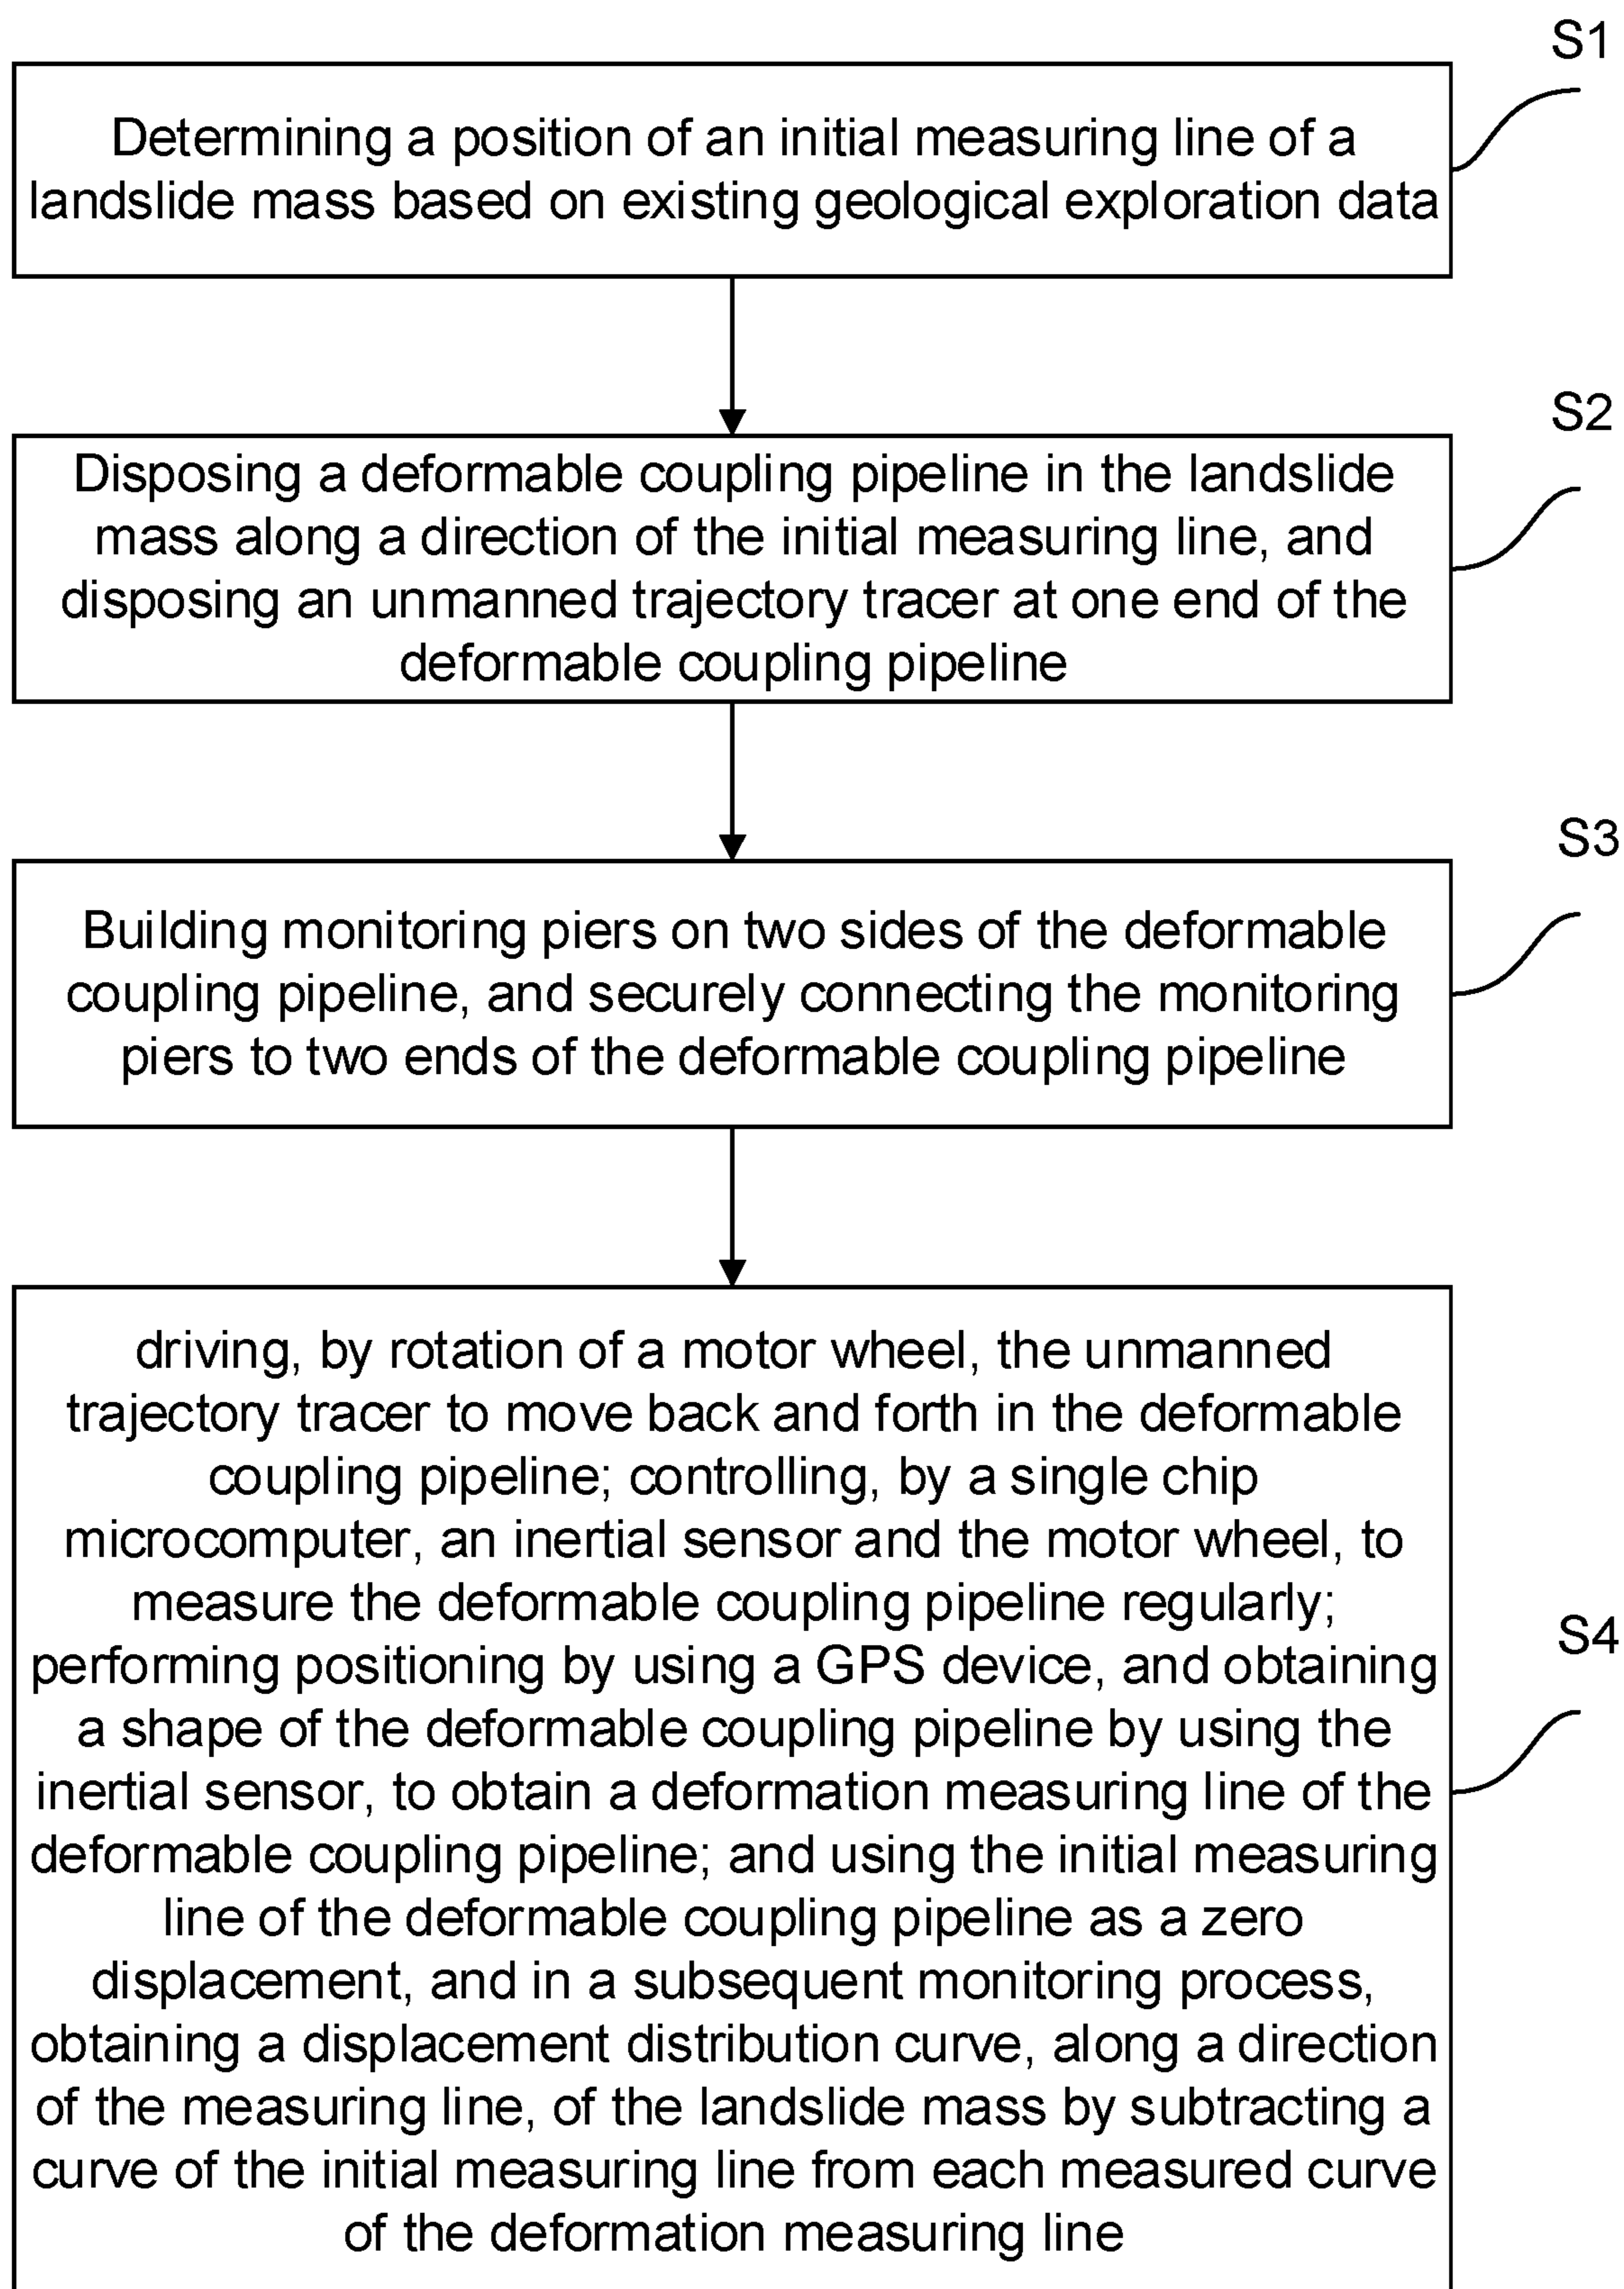 S1
Determining a position of an initial measuring line of a
landslide mass based on existing geological exploration data
S2
Disposing a deformable coupling pipeline in the landslide
mass along a direction of the initial measuring line, and
disposing an unmanned trajectory tracer at one end of the
deformable coupling pipeline
S3
Building monitoring piers on two sides of the deformable
coupling pipeline, and securely connecting the monitoring
piers to two ends of the deformable coupling pipeline
driving, by rotation of a motor wheel, the unmanned
trajectory tracer to move back and forth in the deformable
coupling pipeline; controlling, by a single chip
microcomputer, an inertial sensor and the motor wheel, to
measure the deformable coupling pipeline regularly;
performing positioning by using a GPS device, and obtaining
a shape of the deformable coupling pipeline by using the
inertial sensor, to obtain a deformation measuring line of the
deformable coupling pipeline; and using the initial measuring
line of the deformable coupling pipeline as a zero
displacement, and in a subsequent monitoring process,
obtaining a displacement distribution curve, along a direction
of the measuring line, of the landslide mass by subtracting a
curve of the initial measuring line from each measured curve
of the deformation measuring line
S4